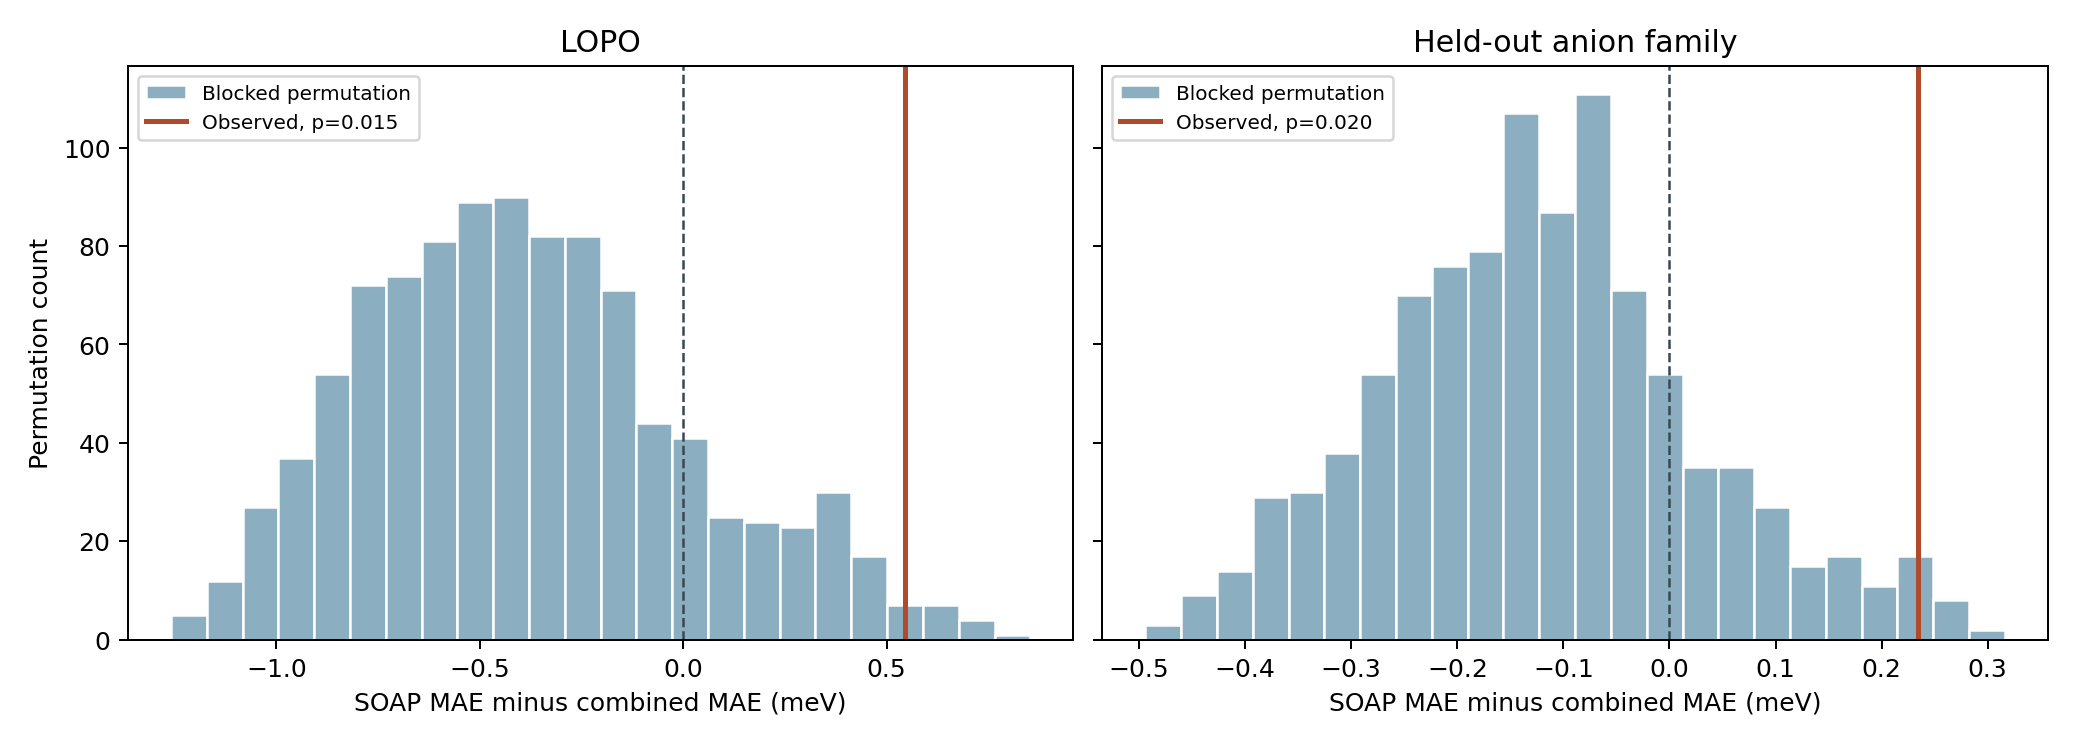 LOPO
Blocked permutation
Observed, p=0.015
Permutation count
100
80
60
40
20
0
−1.0 −0.5 0.0 0.5
SOAP MAE minus combined MAE (meV)
Held-out anion family
Blocked permutation
Observed, p=0.020
−0.5 −0.4 −0.3 −0.2 −0.1 0.0 0.1 0.2 0.3
SOAP MAE minus combined MAE (meV)